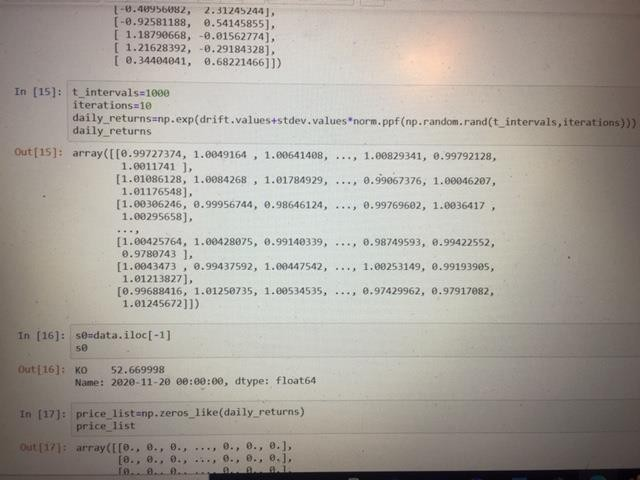 [-0.40956082, 2.31245244],
[-0.92581188, 0.54145855],
[ 1.18790668, -0.01562774],
[ 1.21628392, -0.29184328],
[ 0.34404041, 0.68221466]])
In [15]: t_intervals=1000
iterations=10
daily_returns=np.exp(drift.values+stdev.values*norm.ppf(np.random.rand(t_intervals,iterations)))
daily_returns
Out[15]: array([[0.99727374, 1.0049164 , 1.00641408, ..., 1.00829341, 0.99792128,
1.0011741 ],
[1.01086128, 1.0084268 , 1.01784929, ..., 0.99067376, 1.00046207,
1.01176548],
[1.00306246, 0.99956744, 0.98646124, ..., 0.99769602, 1.0036417 ,
1.00295658],
...,
[1.00425764, 1.00428075, 0.99140339, ..., 0.98749593, 0.99422552,
0.9780743 ],
[1.0043473 , 0.99437592, 1.00447542, ..., 1.00253149, 0.99193905,
1.01213827],
[0.99688416, 1.01250735, 1.00534535, ..., 0.97429962, 0.97917082,
1.01245672]])
In [16]: s0=data.iloc[-1]
s0
Out[16]: KO 52.669998
Name: 2020-11-20 00:00:00, dtype: float64
In [17]: price_list=np.zeros_like(daily_returns)
price_list
Out[17]: array([[0., 0., 0., ..., 0., 0., 0.],
[0., 0., 0., ..., 0., 0., 0.],
[0., 0., 0., ..., 0., 0., 0.],